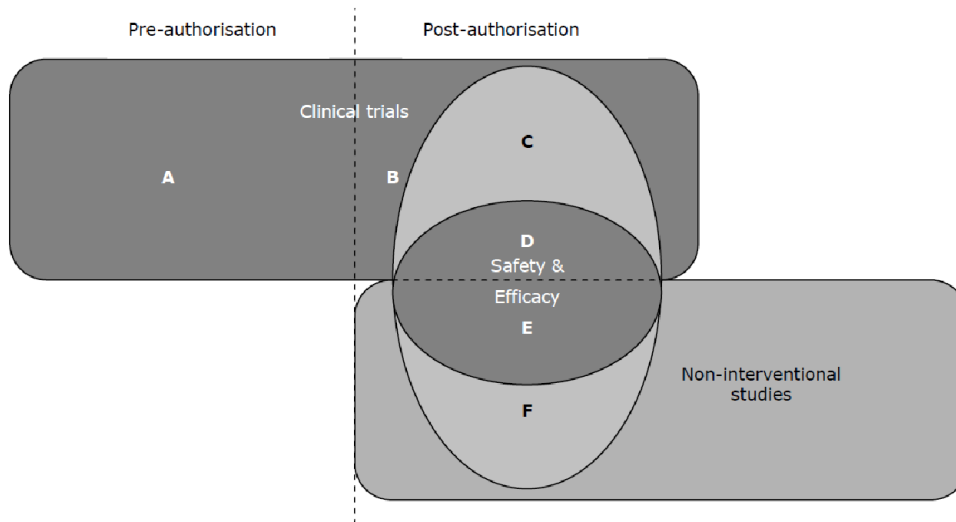 Pre-authorisation
Post-authorisation
Clinical trials
C
A
B
D
Safety &
Efficacy
E
Non-interventional
studies
F